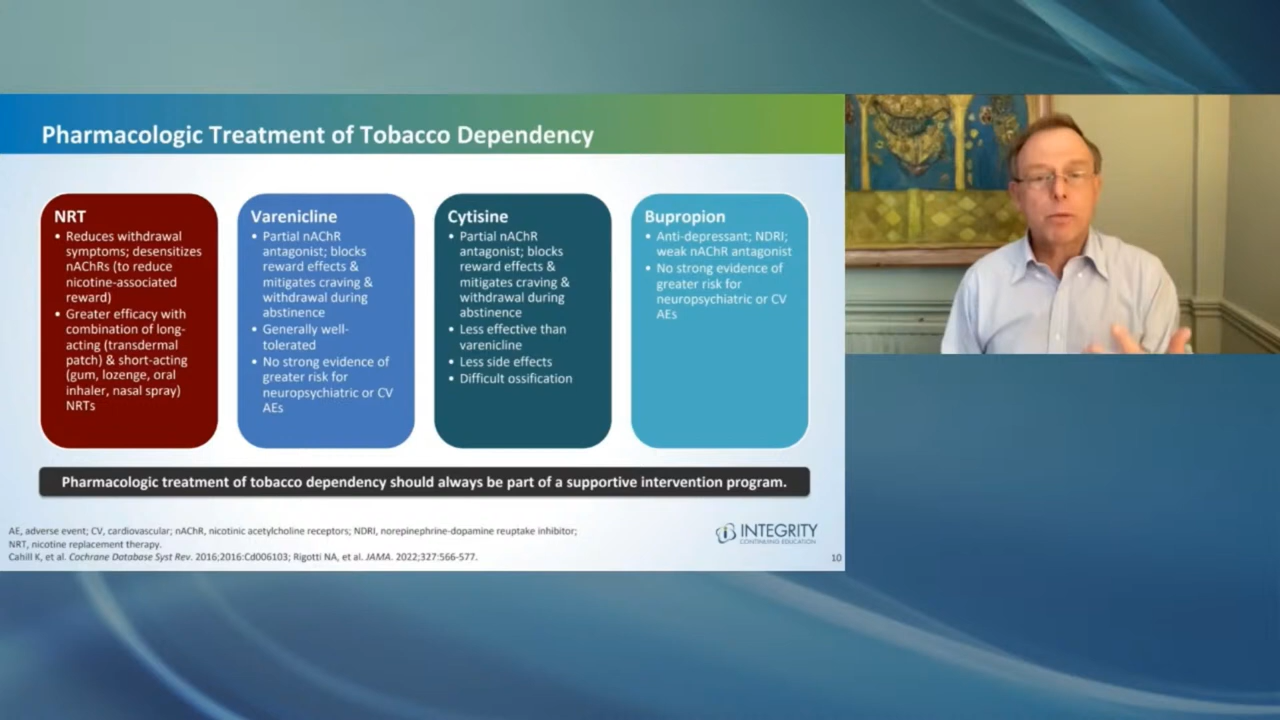 Pharmacologic Treatment of Tobacco Dependency
NRT
• Reduces withdrawal
symptoms; desensitizes
nAChRs (to reduce
nicotine-associated
reward)
• Greater efficacy with
combination of long-
acting (transdermal
patch) & short-acting
(gum, lozenge, oral
inhaler, nasal spray)
NRTs
Varenicline
• Partial nAChR
antagonist; blocks
reward effects &
mitigates craving &
withdrawal during
abstinence
• Generally well-
tolerated
• No strong evidence of
greater risk for
neuropsychiatric or CV
AEs
Cytisine
• Partial nAChR
antagonist; blocks
reward effects &
mitigates craving &
withdrawal during
abstinence
• Less effective than
varenicline
• Less side effects
• Difficult ossification
Bupropion
• Anti-depressant; NDRI;
weak nAChR antagonist
• No strong evidence of
greater risk for
neuropsychiatric or CV
AEs
Pharmacologic treatment of tobacco dependency should always be part of a supportive intervention program.
AE, adverse event; CV, cardiovascular; nAChR, nicotinic acetylcholine receptors; NDRI, norepinephrine-dopamine reuptake inhibitor;
NRT, nicotine replacement therapy.
Cahill K, et al. Cochrane Database Syst Rev. 2016;2016:Cd006103; Rigotti NA, et al. JAMA. 2022;327:566-577.
INTEGRITY
CONTINUING EDUCATION
10